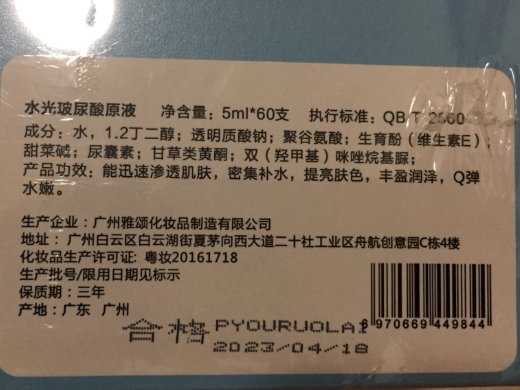 水光玻尿酸原液 净含量：5ml*60支 执行标准：QB/T 2660
成分：水，1.2丁二醇；透明质酸钠；聚谷氨酸；生育酚（维生素E）；
甜菜碱；尿囊素；甘草类黄酮；双（羟甲基）咪唑烷基脲；
产品功效：能迅速渗透肌肤，密集补水，提亮肤色，丰盈润泽，Q弹
水嫩。
生产企业：广州雅颂化妆品制造有限公司
地址：广州白云区白云湖街夏茅向西大道二十社工业区舟航创意园C栋4楼
化妆品生产许可证：粤妆20161718
生产批号/限用日期见标示
保质期：三年
产地：广东 广州
合格 PYOURUOLAI
2023/04/18
6 970669 449844